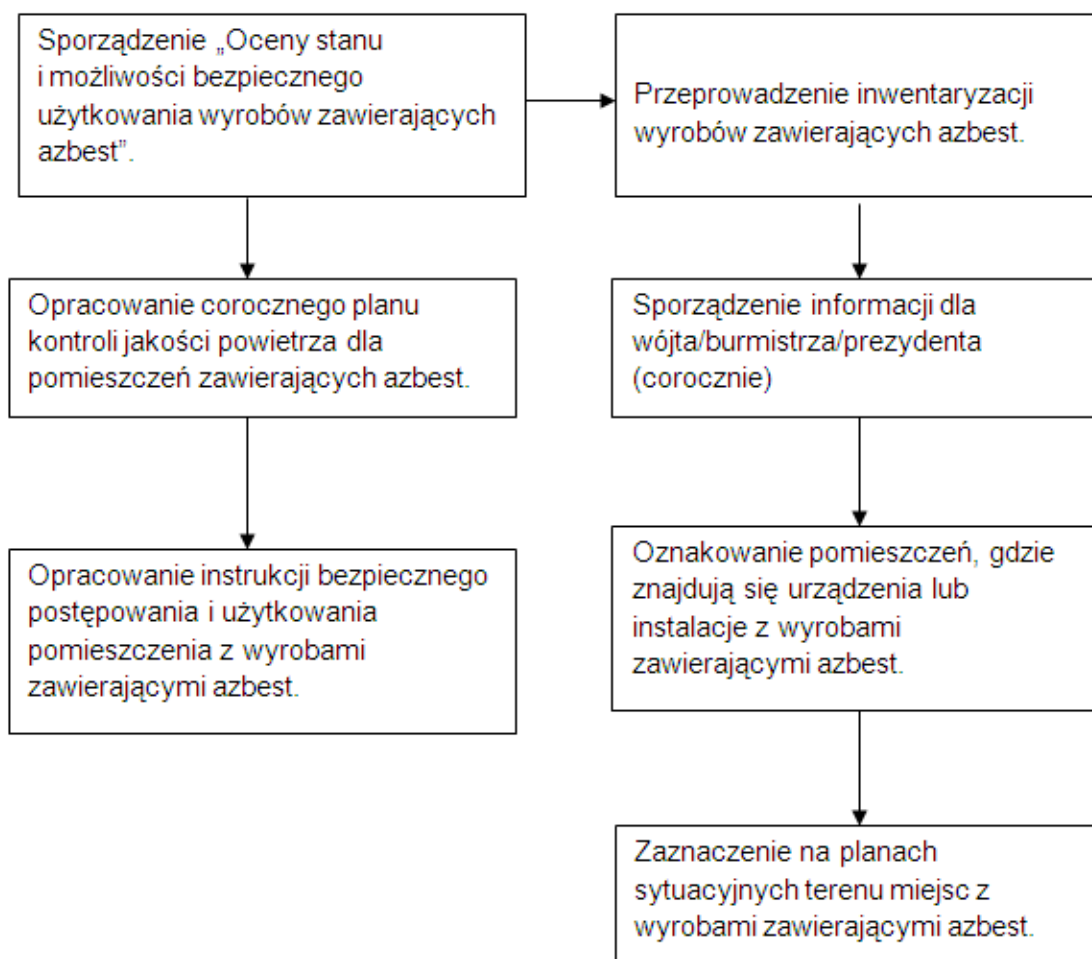 Sporządzenie „Oceny stanu
i możliwości bezpiecznego
użytkowania wyrobów zawierających
azbest”.
Przeprowadzenie inwentaryzacji
wyrobów zawierających azbest.
Opracowanie corocznego planu
kontroli jakości powietrza dla
pomieszczeń zawierających azbest.
Sporządzenie informacji dla
wójta/burmistrza/prezydenta
(corocznie)
Opracowanie instrukcji bezpiecznego
postępowania i użytkowania
pomieszczenia z wyrobami
zawierającymi azbest.
Oznakowanie pomieszczeń, gdzie
znajdują się urządzenia lub
instalacje z wyrobami
zawierającymi azbest.
Zaznaczenie na planach
sytuacyjnych terenu miejsc z
wyrobami zawierającymi azbest.